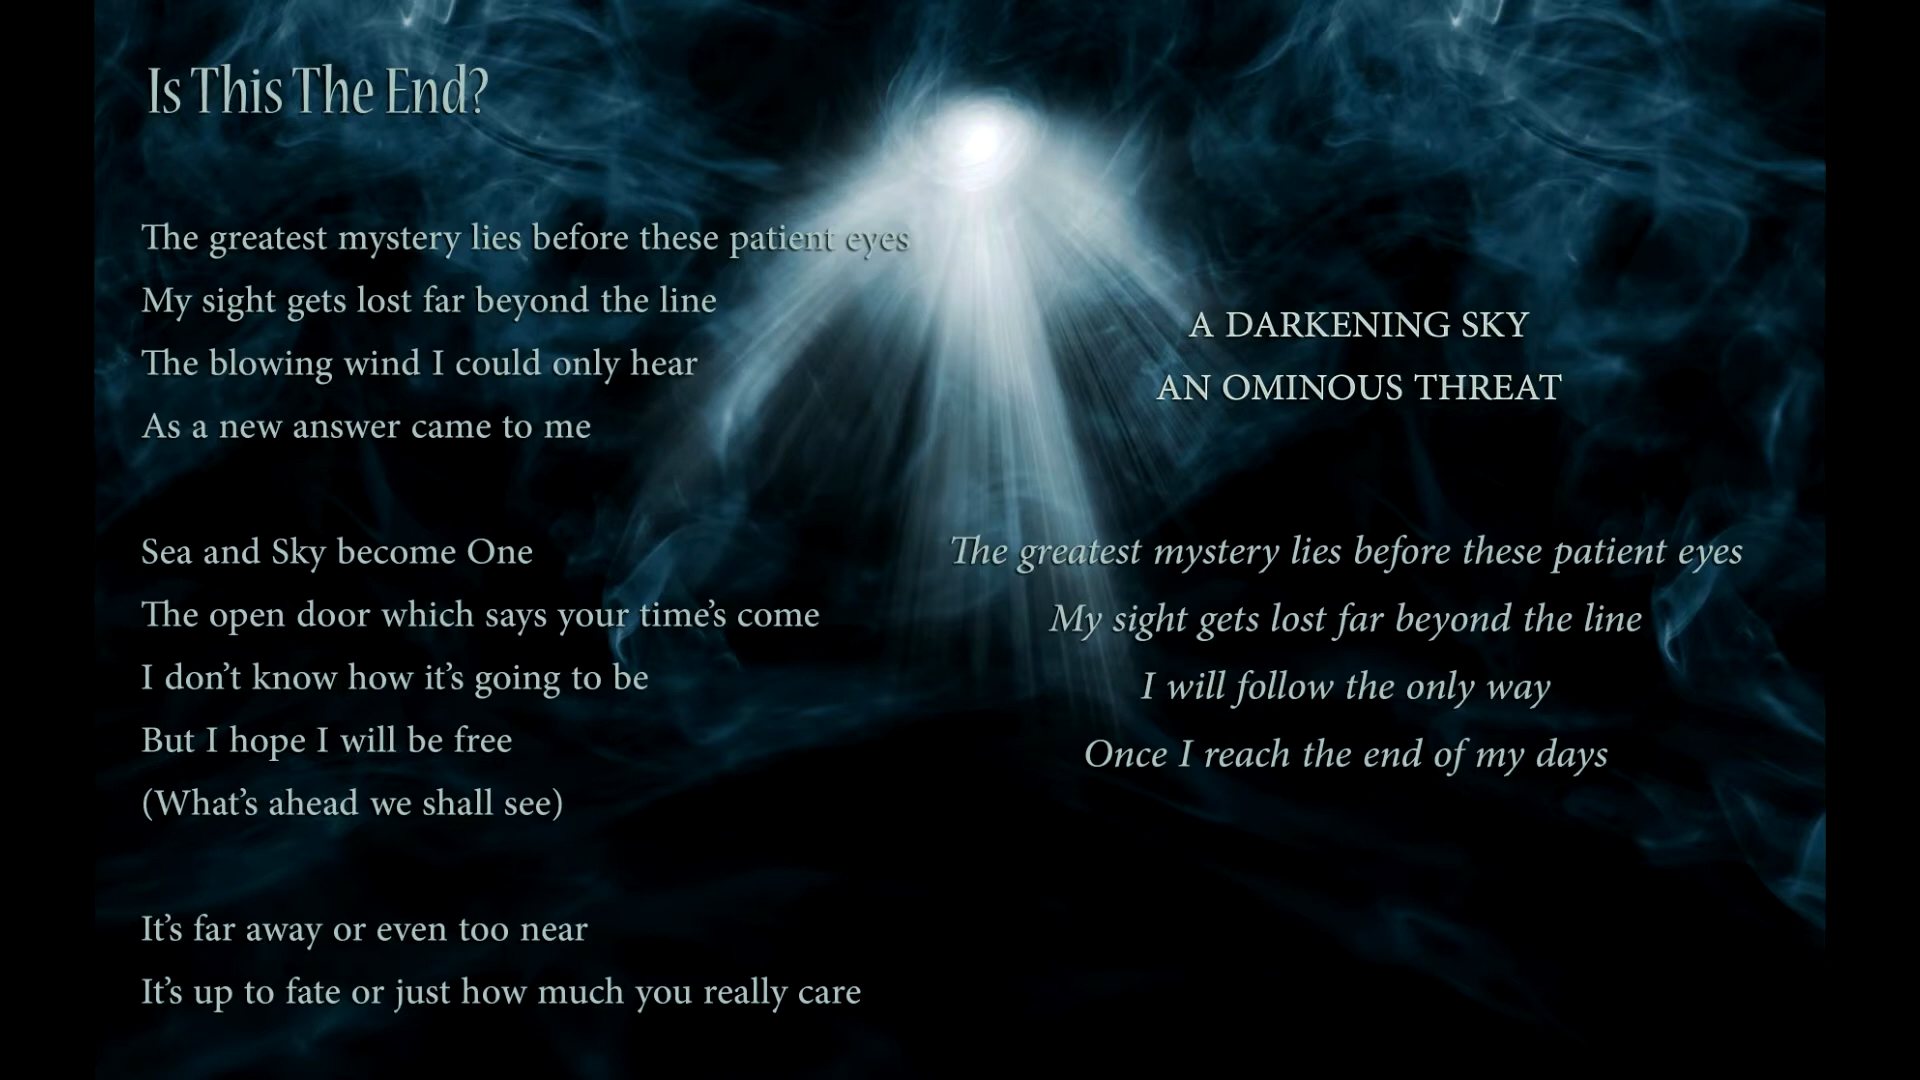 Is This The End?
The greatest mystery lies before these patient eyes
My sight gets lost far beyond the line
The blowing wind I could only hear
As a new answer came to me
Sea and Sky become One
The open door which says your time’s come
I don’t know how it’s going to be
But I hope I will be free
(What’s ahead we shall see)
It’s far away or even too near
It’s up to fate or just how much you really care
A DARKENING SKY
AN OMINOUS THREAT
The greatest mystery lies before these patient eyes
My sight gets lost far beyond the line
I will follow the only way
Once I reach the end of my days